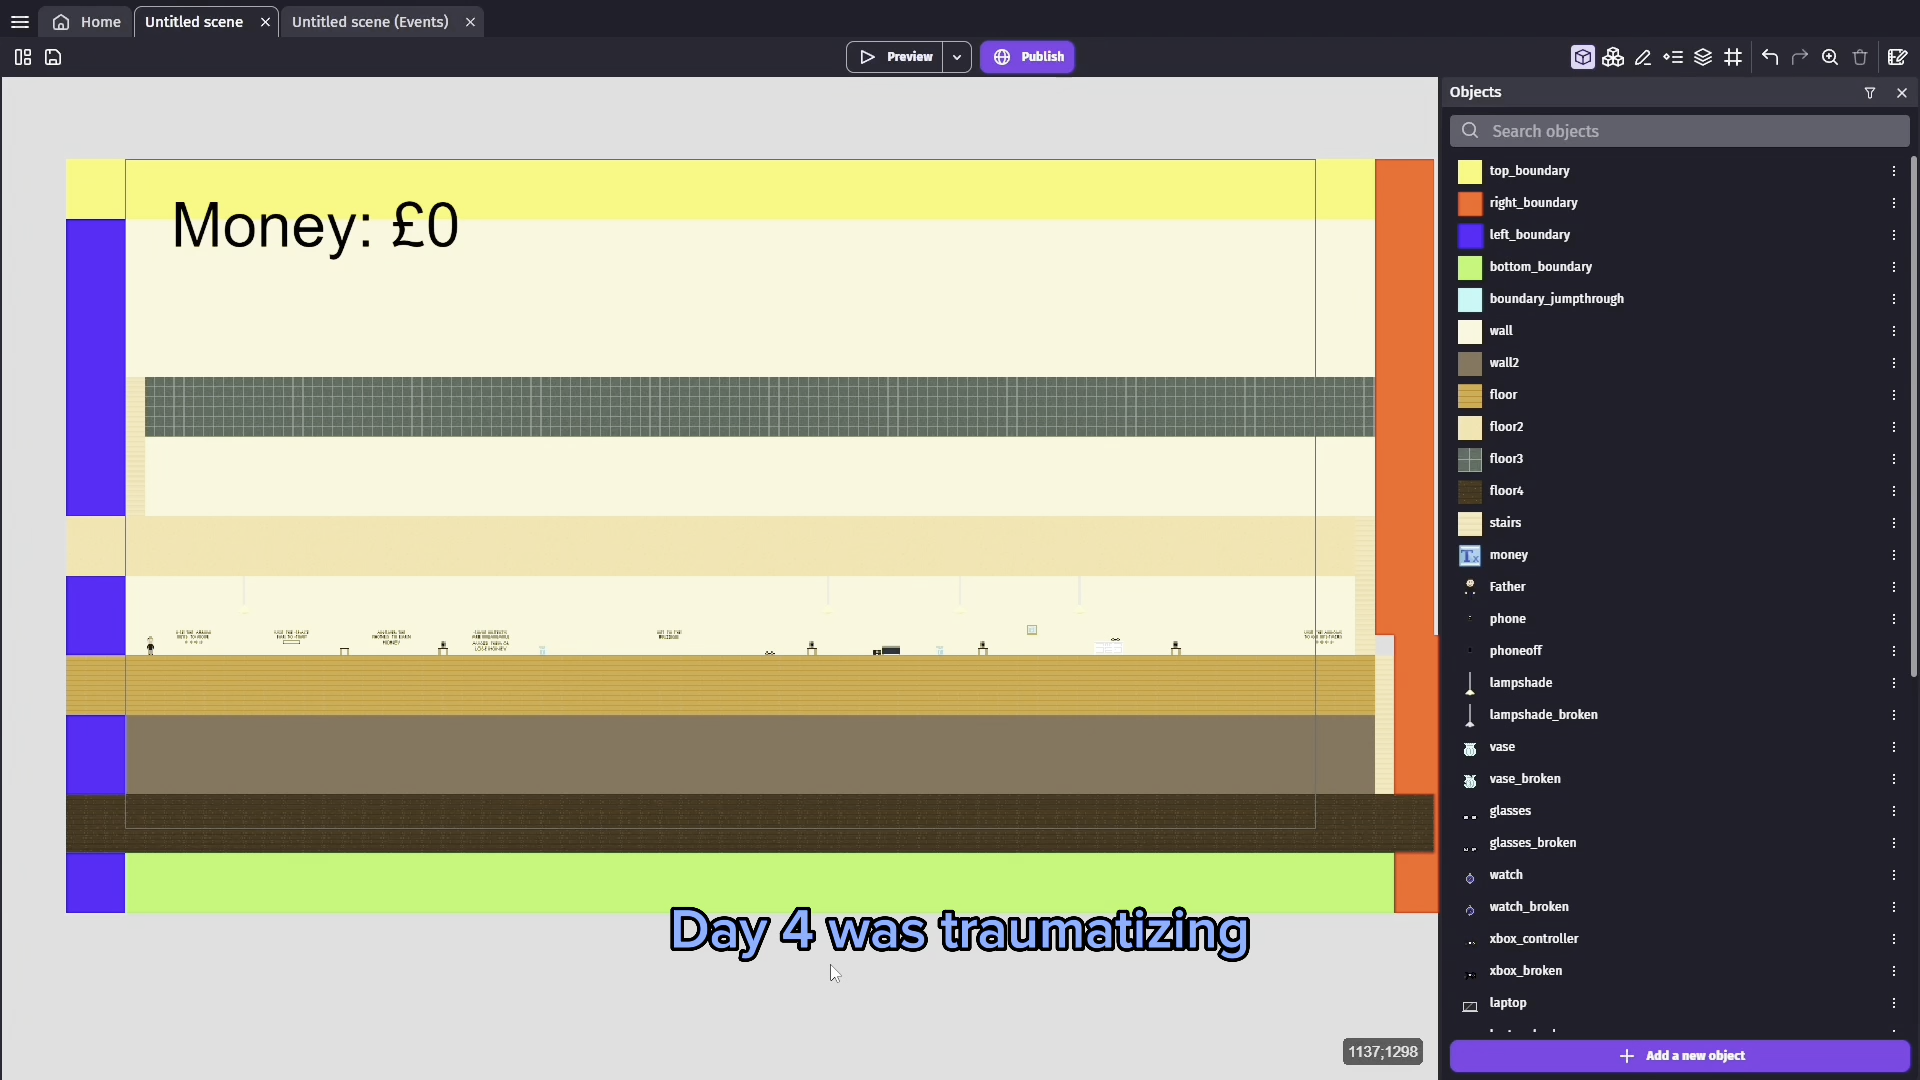 Home
Untitled scene
Untitled scene (Events)
Preview
Publish
Objects
Search objects
top_boundary
right_boundary
left_boundary
bottom_boundary
boundary_jumpthrough
wall
wall2
floor
floor2
floor3
floor4
stairs
money
Father
phone
phoneoff
lampshade
lampshade_broken
vase
vase_broken
glasses
glasses_broken
watch
watch_broken
xbox_controller
xbox_broken
laptop
Add a new object
Money: £0
Day 4 was traumatizing
1137;1298